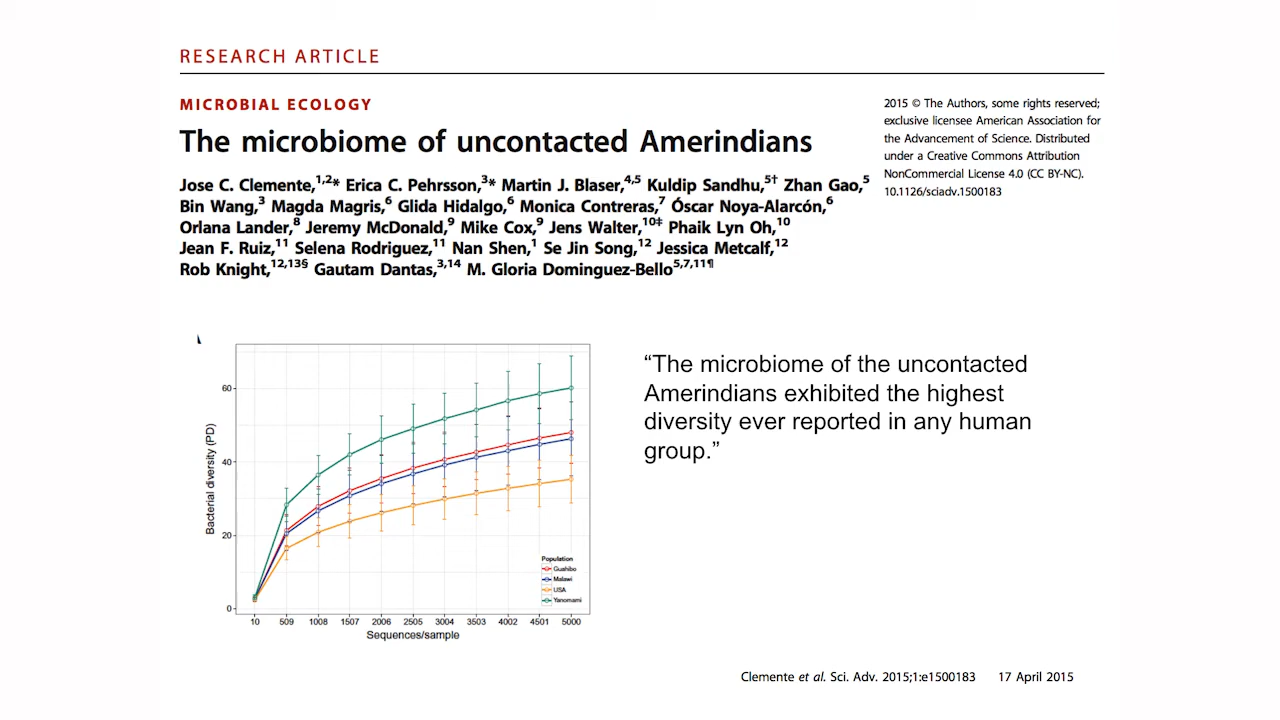 RESEARCH ARTICLE
MICROBIAL ECOLOGY
The microbiome of uncontacted Amerindians
2015 © The Authors, some rights reserved;
exclusive licensee American Association for
the Advancement of Science. Distributed
under a Creative Commons Attribution
NonCommercial License 4.0 (CC BY-NC).
10.1126/sciadv.1500183
Jose C. Clemente,1,2* Erica C. Pehrsson,3* Martin J. Blaser,4,5 Kuldip Sandhu,5† Zhan Gao,5
Bin Wang,3 Magda Magris,6 Glida Hidalgo,6 Monica Contreras,7 Óscar Noya-Alarcón,6
Orlana Lander,8 Jeremy McDonald,9 Mike Cox,9 Jens Walter,10‡ Phaik Lyn Oh,10
Jean F. Ruiz,11 Selena Rodriguez,11 Nan Shen,1 Se Jin Song,12 Jessica Metcalf,12
Rob Knight,12,13§ Gautam Dantas,3,14 M. Gloria Dominguez-Bello5,7,11¶
60
40
20
0
Bacterial diversity (PD)
Population
Guahibo
Malawi
USA
Yanomami
10 509 1008 1507 2006 2505 3004 3503 4002 4501 5000
Sequences/sample
“The microbiome of the uncontacted
Amerindians exhibited the highest
diversity ever reported in any human
group.”
Clemente et al. Sci. Adv. 2015;1:e1500183 17 April 2015